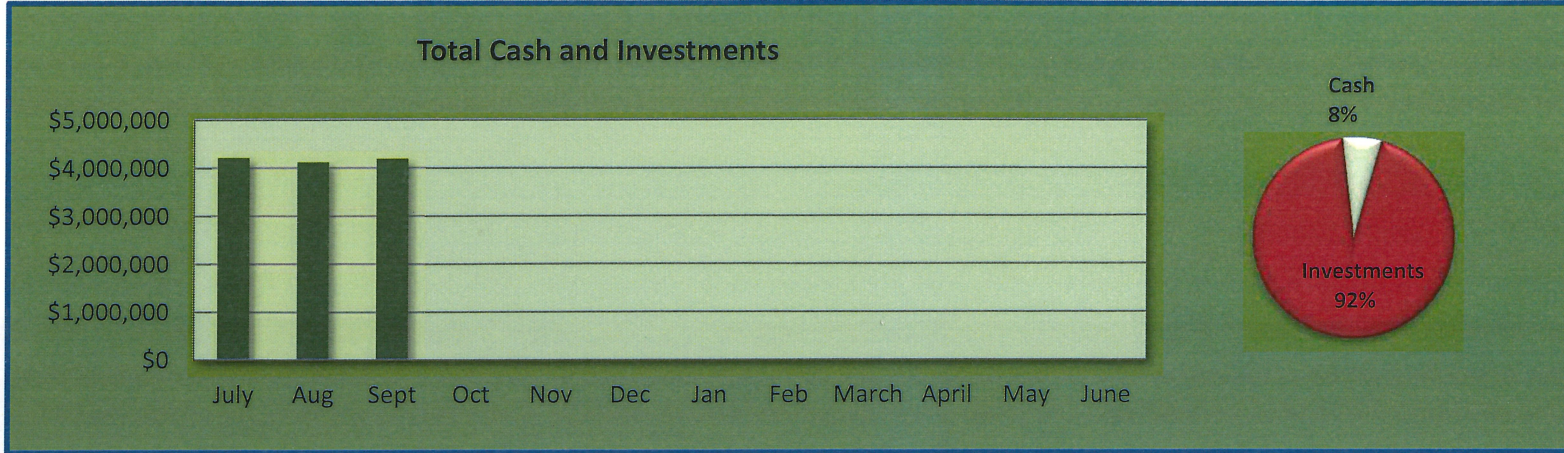 Total Cash and Investments
$5,000,000
$4,000,000
$3,000,000
$2,000,000
$1,000,000
$0
July Aug Sept Oct Nov Dec Jan Feb March April May June
Cash
8%
Investments
92%